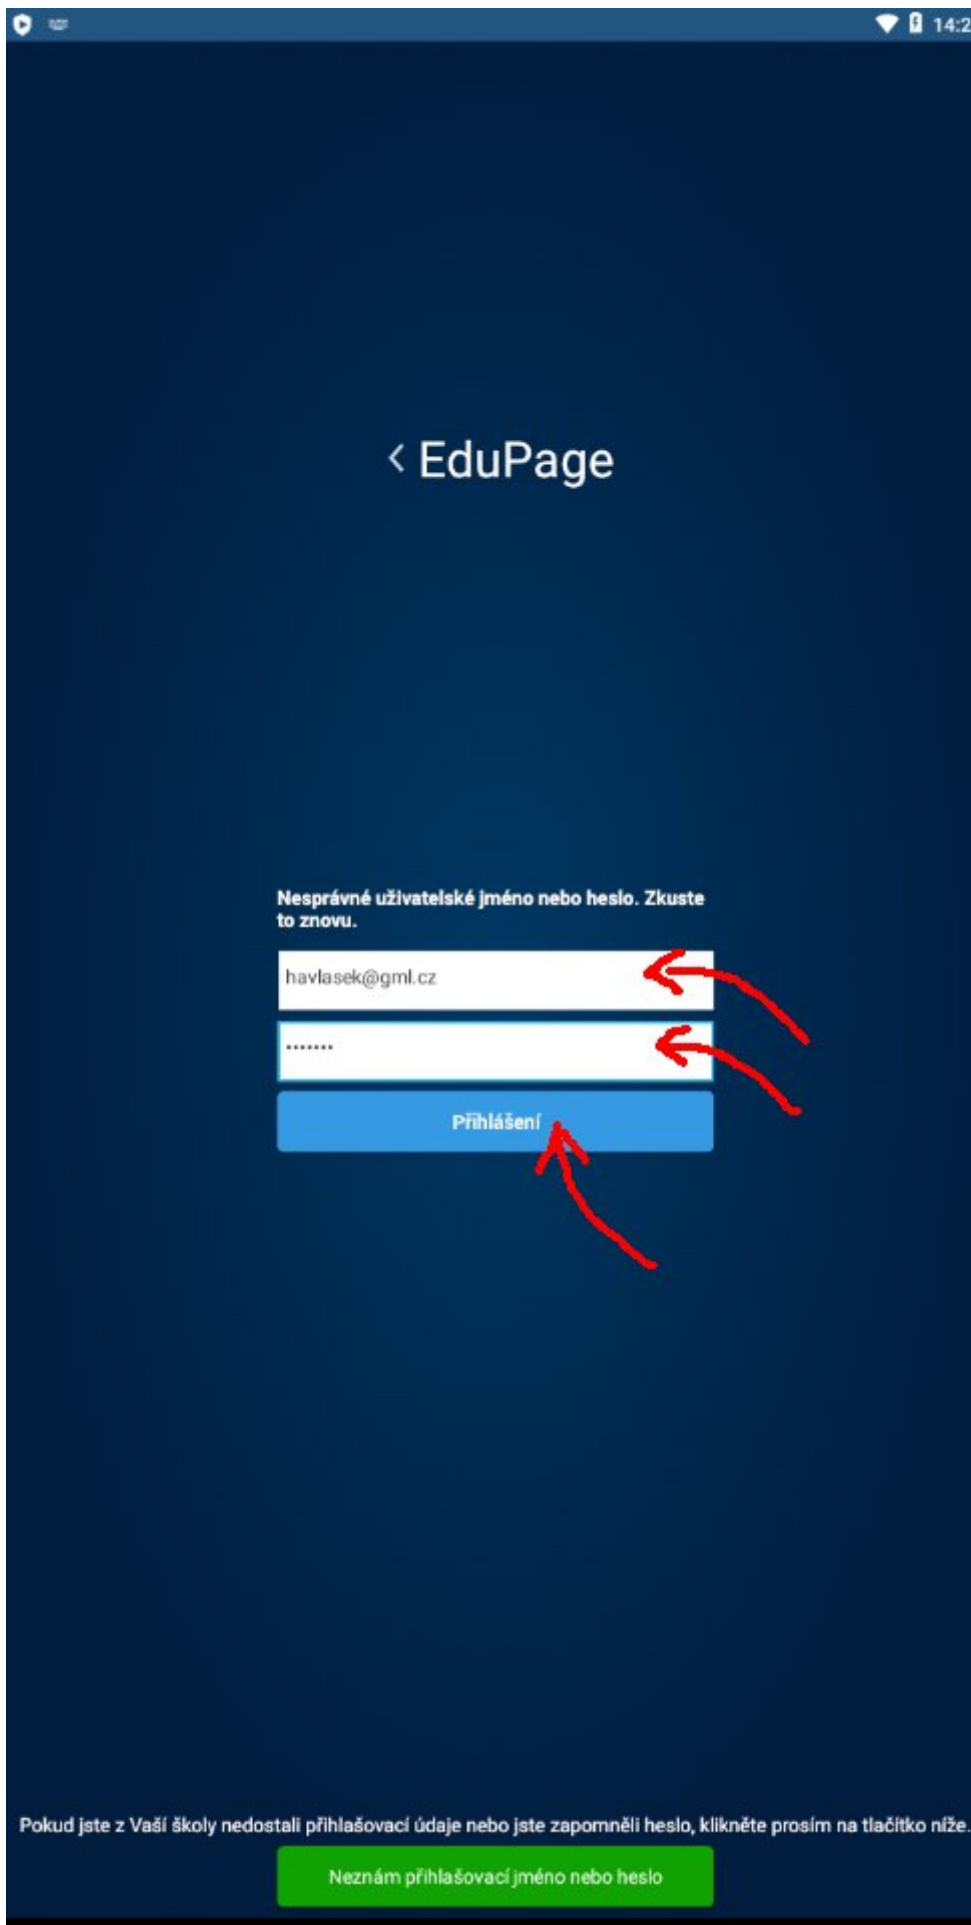 14:2
EduPage
Nesprávné uživatelské jméno nebo heslo. Zkuste
to znovu.
havlasek@gml.cz
•••••••
Přihlášení
Pokud jste z Vaší školy nedostali přihlašovací údaje nebo jste zapomněli heslo, klikněte prosím na tlačítko níže.
Neznám přihlašovací jméno nebo heslo